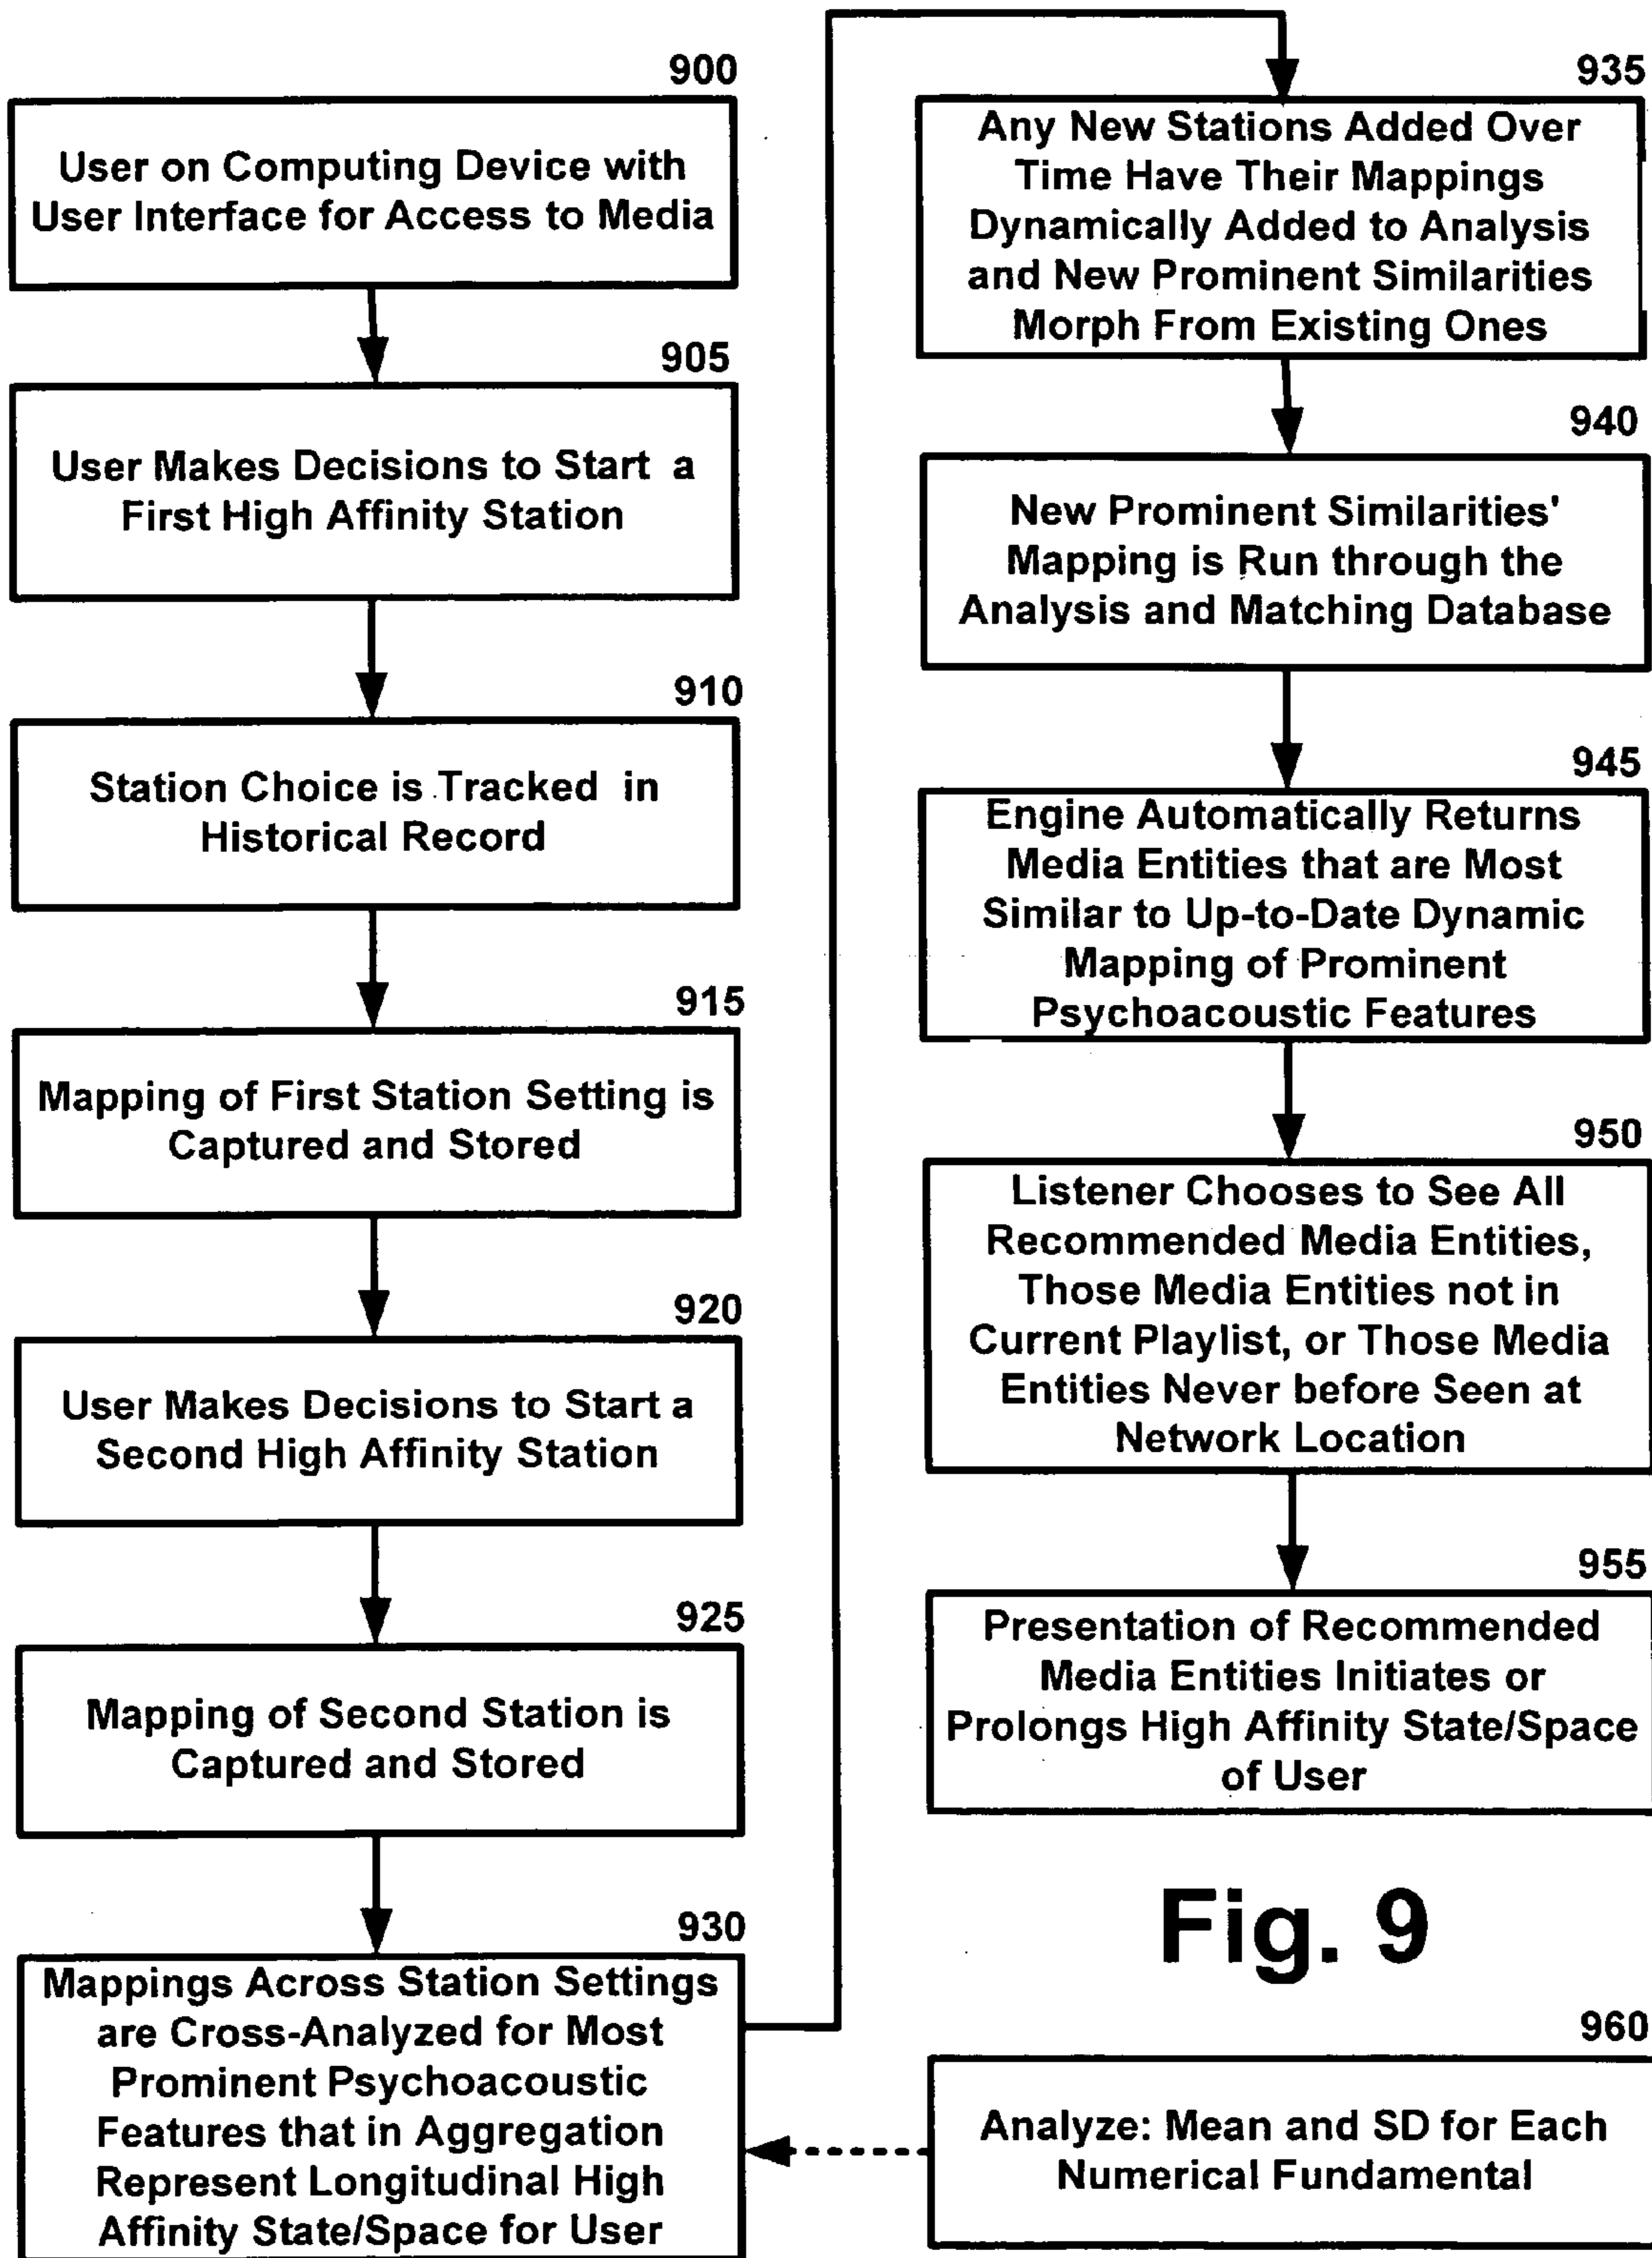 900
User on Computing Device with
User Interface for Access to Media
905
User Makes Decisions to Start a
First High Affinity Station
910
Station Choice is Tracked in
Historical Record
915
Mapping of First Station Setting is
Captured and Stored
920
User Makes Decisions to Start a
Second High Affinity Station
925
Mapping of Second Station is
Captured and Stored
930
Mappings Across Station Settings
are Cross-Analyzed for Most
Prominent Psychoacoustic
Features that in Aggregation
Represent Longitudinal High
Affinity State/Space for User
935
Any New Stations Added Over
Time Have Their Mappings
Dynamically Added to Analysis
and New Prominent Similarities
Morph From Existing Ones
940
New Prominent Similarities'
Mapping is Run through the
Analysis and Matching Database
945
Engine Automatically Returns
Media Entities that are Most
Similar to Up-to-Date Dynamic
Mapping of Prominent
Psychoacoustic Features
950
Listener Chooses to See All
Recommended Media Entities,
Those Media Entities not in
Current Playlist, or Those Media
Entities Never before Seen at
Network Location
955
Presentation of Recommended
Media Entities Initiates or
Prolongs High Affinity State/Space
of User
Fig. 9
960
Analyze: Mean and SD for Each
Numerical Fundamental